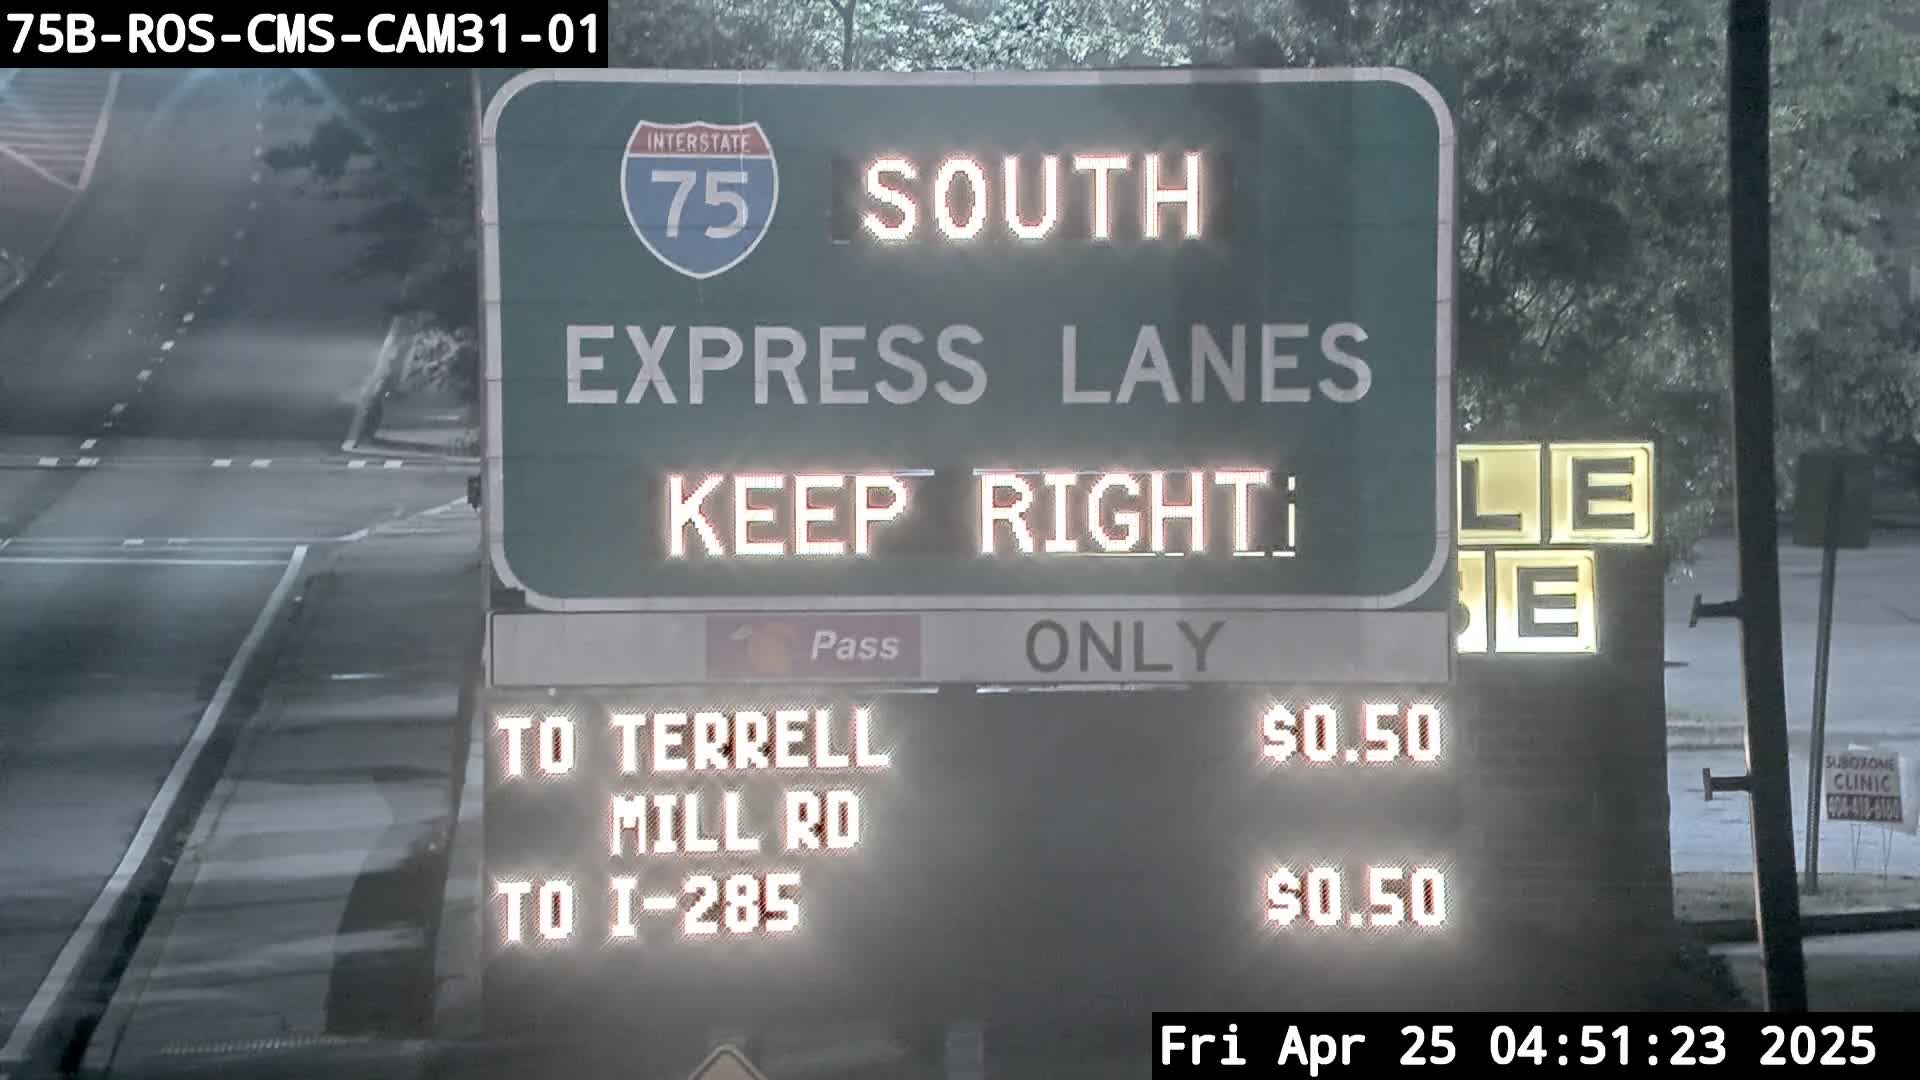 75B-ROS-CMS-CAM31-01
INTERSTATE
75
SOUTH
EXPRESS LANES
KEEP RIGHT
Pass ONLY
TO TERRELL $0.50
MILL RD
TO I-285 $0.50
LE
E
SUBOXONE
CLINIC
Fri Apr 25 04:51:23 2025